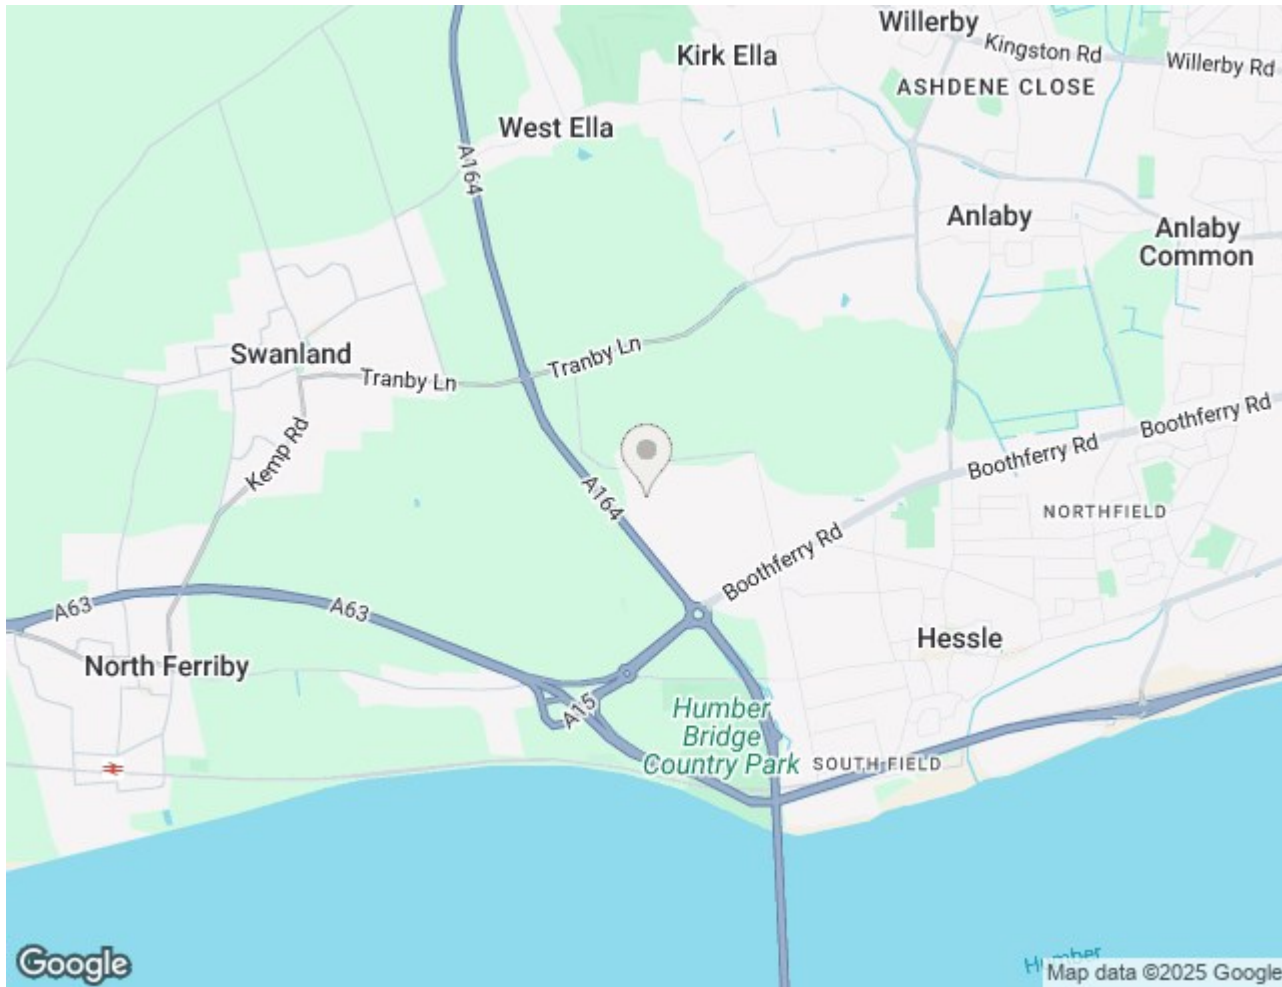 Willerby
Kingston Rd
Willerby Rd
Kirk Ella
ASHDENE CLOSE
West Ella
A164
Anlaby
Anlaby
Common
Swanland
Tranby Ln
Tranby Ln
Kemp Rd
Boothferry Rd
Boothferry Rd
A164
NORTHFIELD
Boothferry Rd
A63
A63
Hessle
North Ferriby
A15
Humber
Bridge
Country Park
SOUTH FIELD
Humber
Google
Map data ©2025 Google